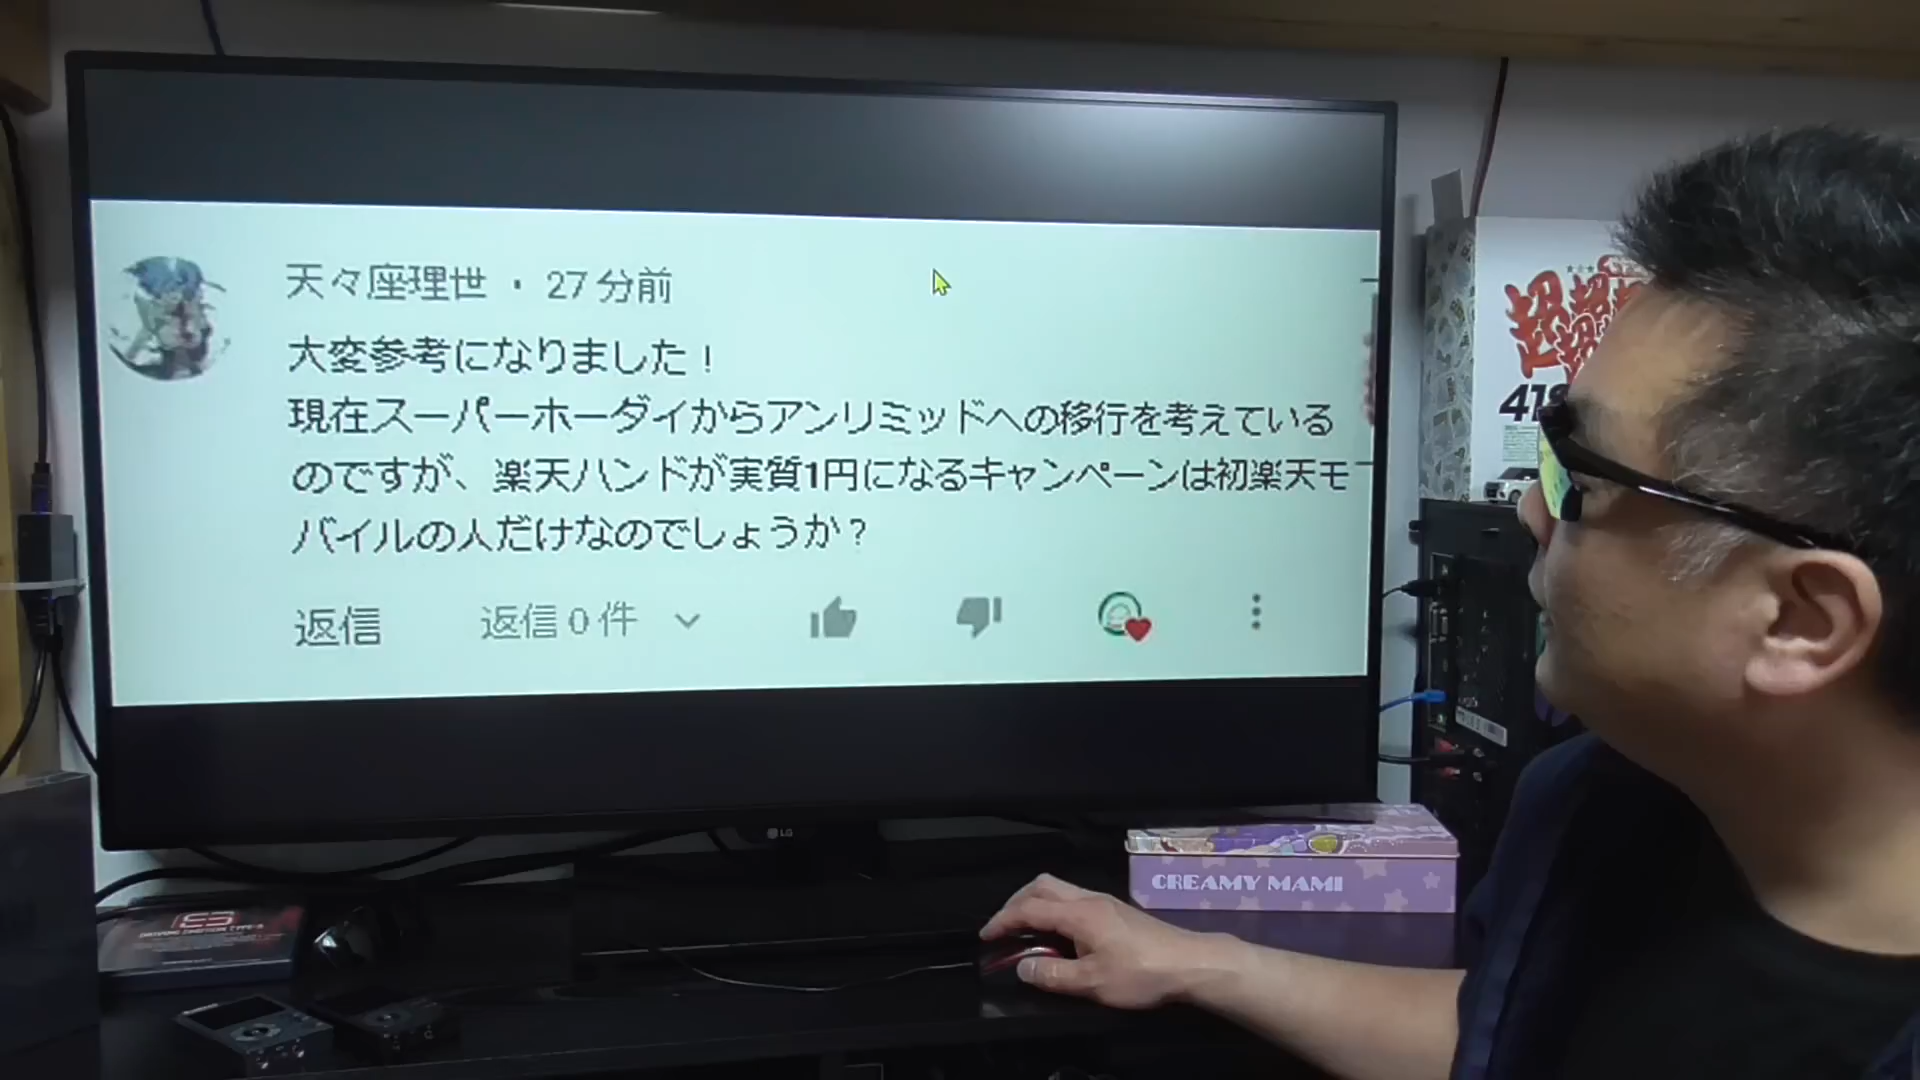 天々座理世 · 27 分前
大変参考になりました！
現在スーパーホーダイからアンリミッドへの移行を考えている
のですが、楽天ハンドが実質1円になるキャンペーンは初楽天モ
バイルの人だけなのでしょうか？
返信 返信 0 件
超
418
LG
CREAMY MAMI